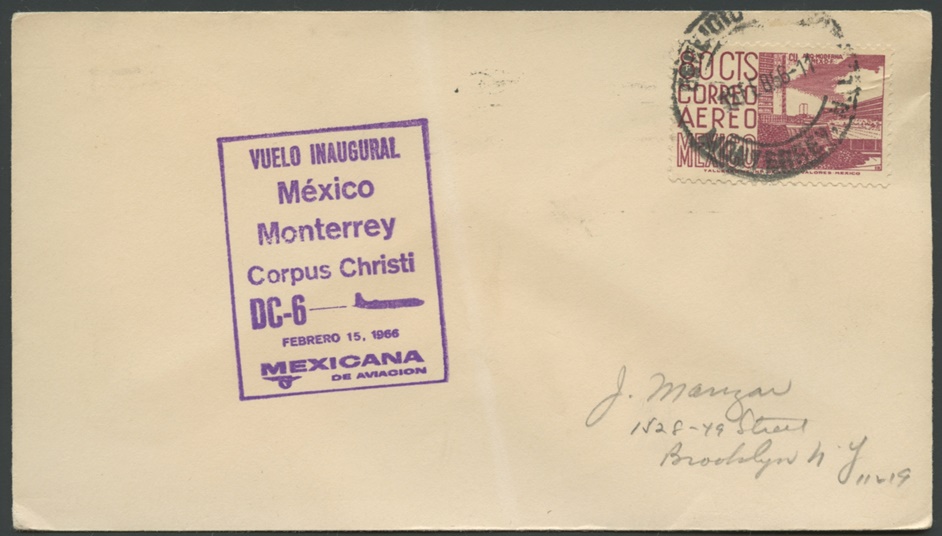 80 CTS
CORREO
AEREO
MEXICO
VUELO INAUGURAL
México
Monterrey
Corpus Christi
DC-6
FEBRERO 15, 1966
MEXICANA
DE AVIACION
1528-49 Street
Brooklyn N Y
11219